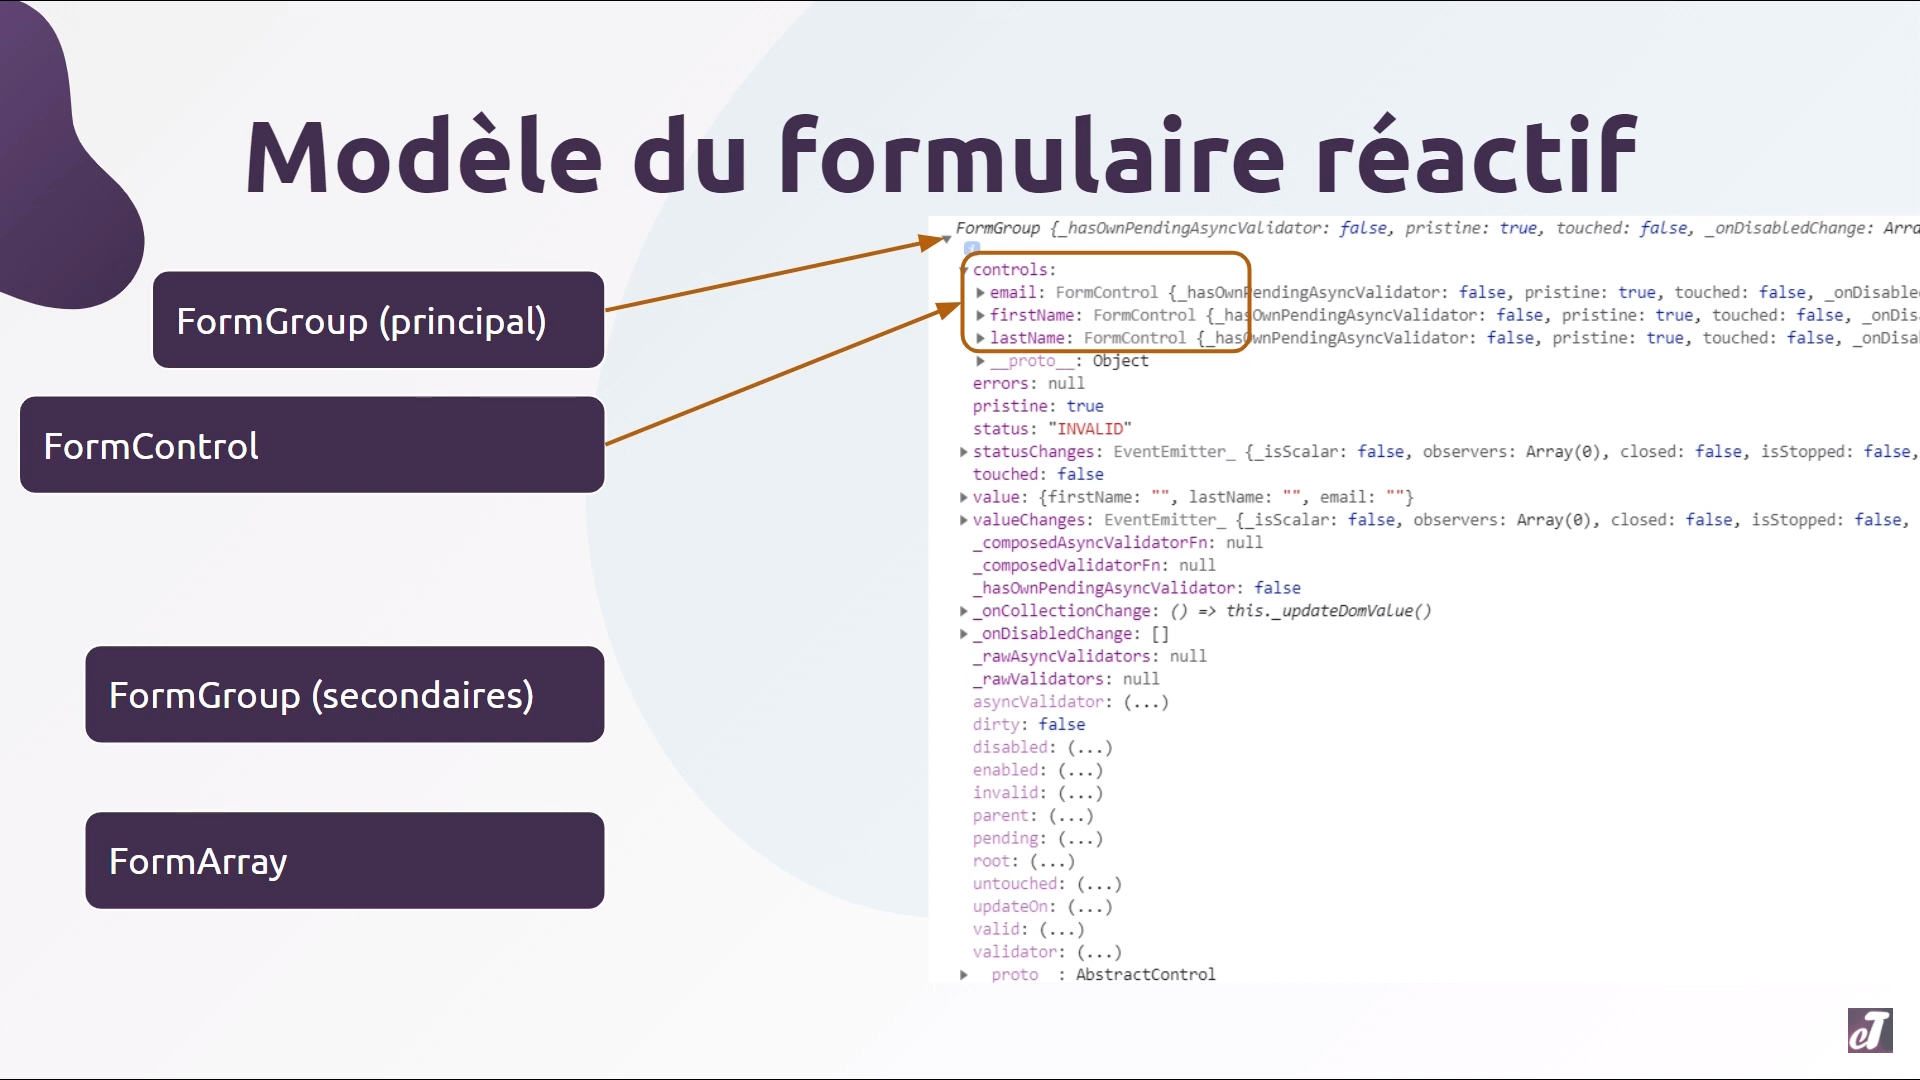 Modèle du formulaire réactif
FormGroup (principal)
FormControl
FormGroup (secondaires)
FormArray
FormGroup {_hasOwnPendingAsyncValidator: false, pristine: true, touched: false, _onDisabledChange: Arra
controls:
email: FormControl {_hasOwnPendingAsyncValidator: false, pristine: true, touched: false, _onDisable
firstName: FormControl {_hasOwnPendingAsyncValidator: false, pristine: true, touched: false, _onDis
lastName: FormControl {_hasOwnPendingAsyncValidator: false, pristine: true, touched: false, _onDisa
__proto__: Object
errors: null
pristine: true
status: "INVALID"
statusChanges: EventEmitter_ {_isScalar: false, observers: Array(0), closed: false, isStopped: false,
touched: false
value: {firstName: "", lastName: "", email: ""}
valueChanges: EventEmitter_ {_isScalar: false, observers: Array(0), closed: false, isStopped: false,
_composedAsyncValidatorFn: null
_composedValidatorFn: null
_hasOwnPendingAsyncValidator: false
_onCollectionChange: () => this._updateDomValue()
_onDisabledChange: []
_rawAsyncValidators: null
_rawValidators: null
asyncValidator: (...)
dirty: false
disabled: (...)
enabled: (...)
invalid: (...)
parent: (...)
pending: (...)
root: (...)
untouched: (...)
updateOn: (...)
valid: (...)
validator: (...)
proto : AbstractControl
eT